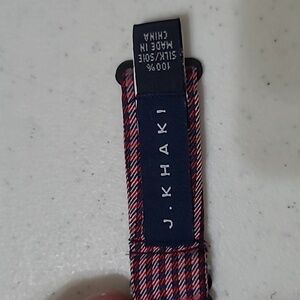 100%
SILK/SOIE
MADE IN
CHINA
J.KHAKI